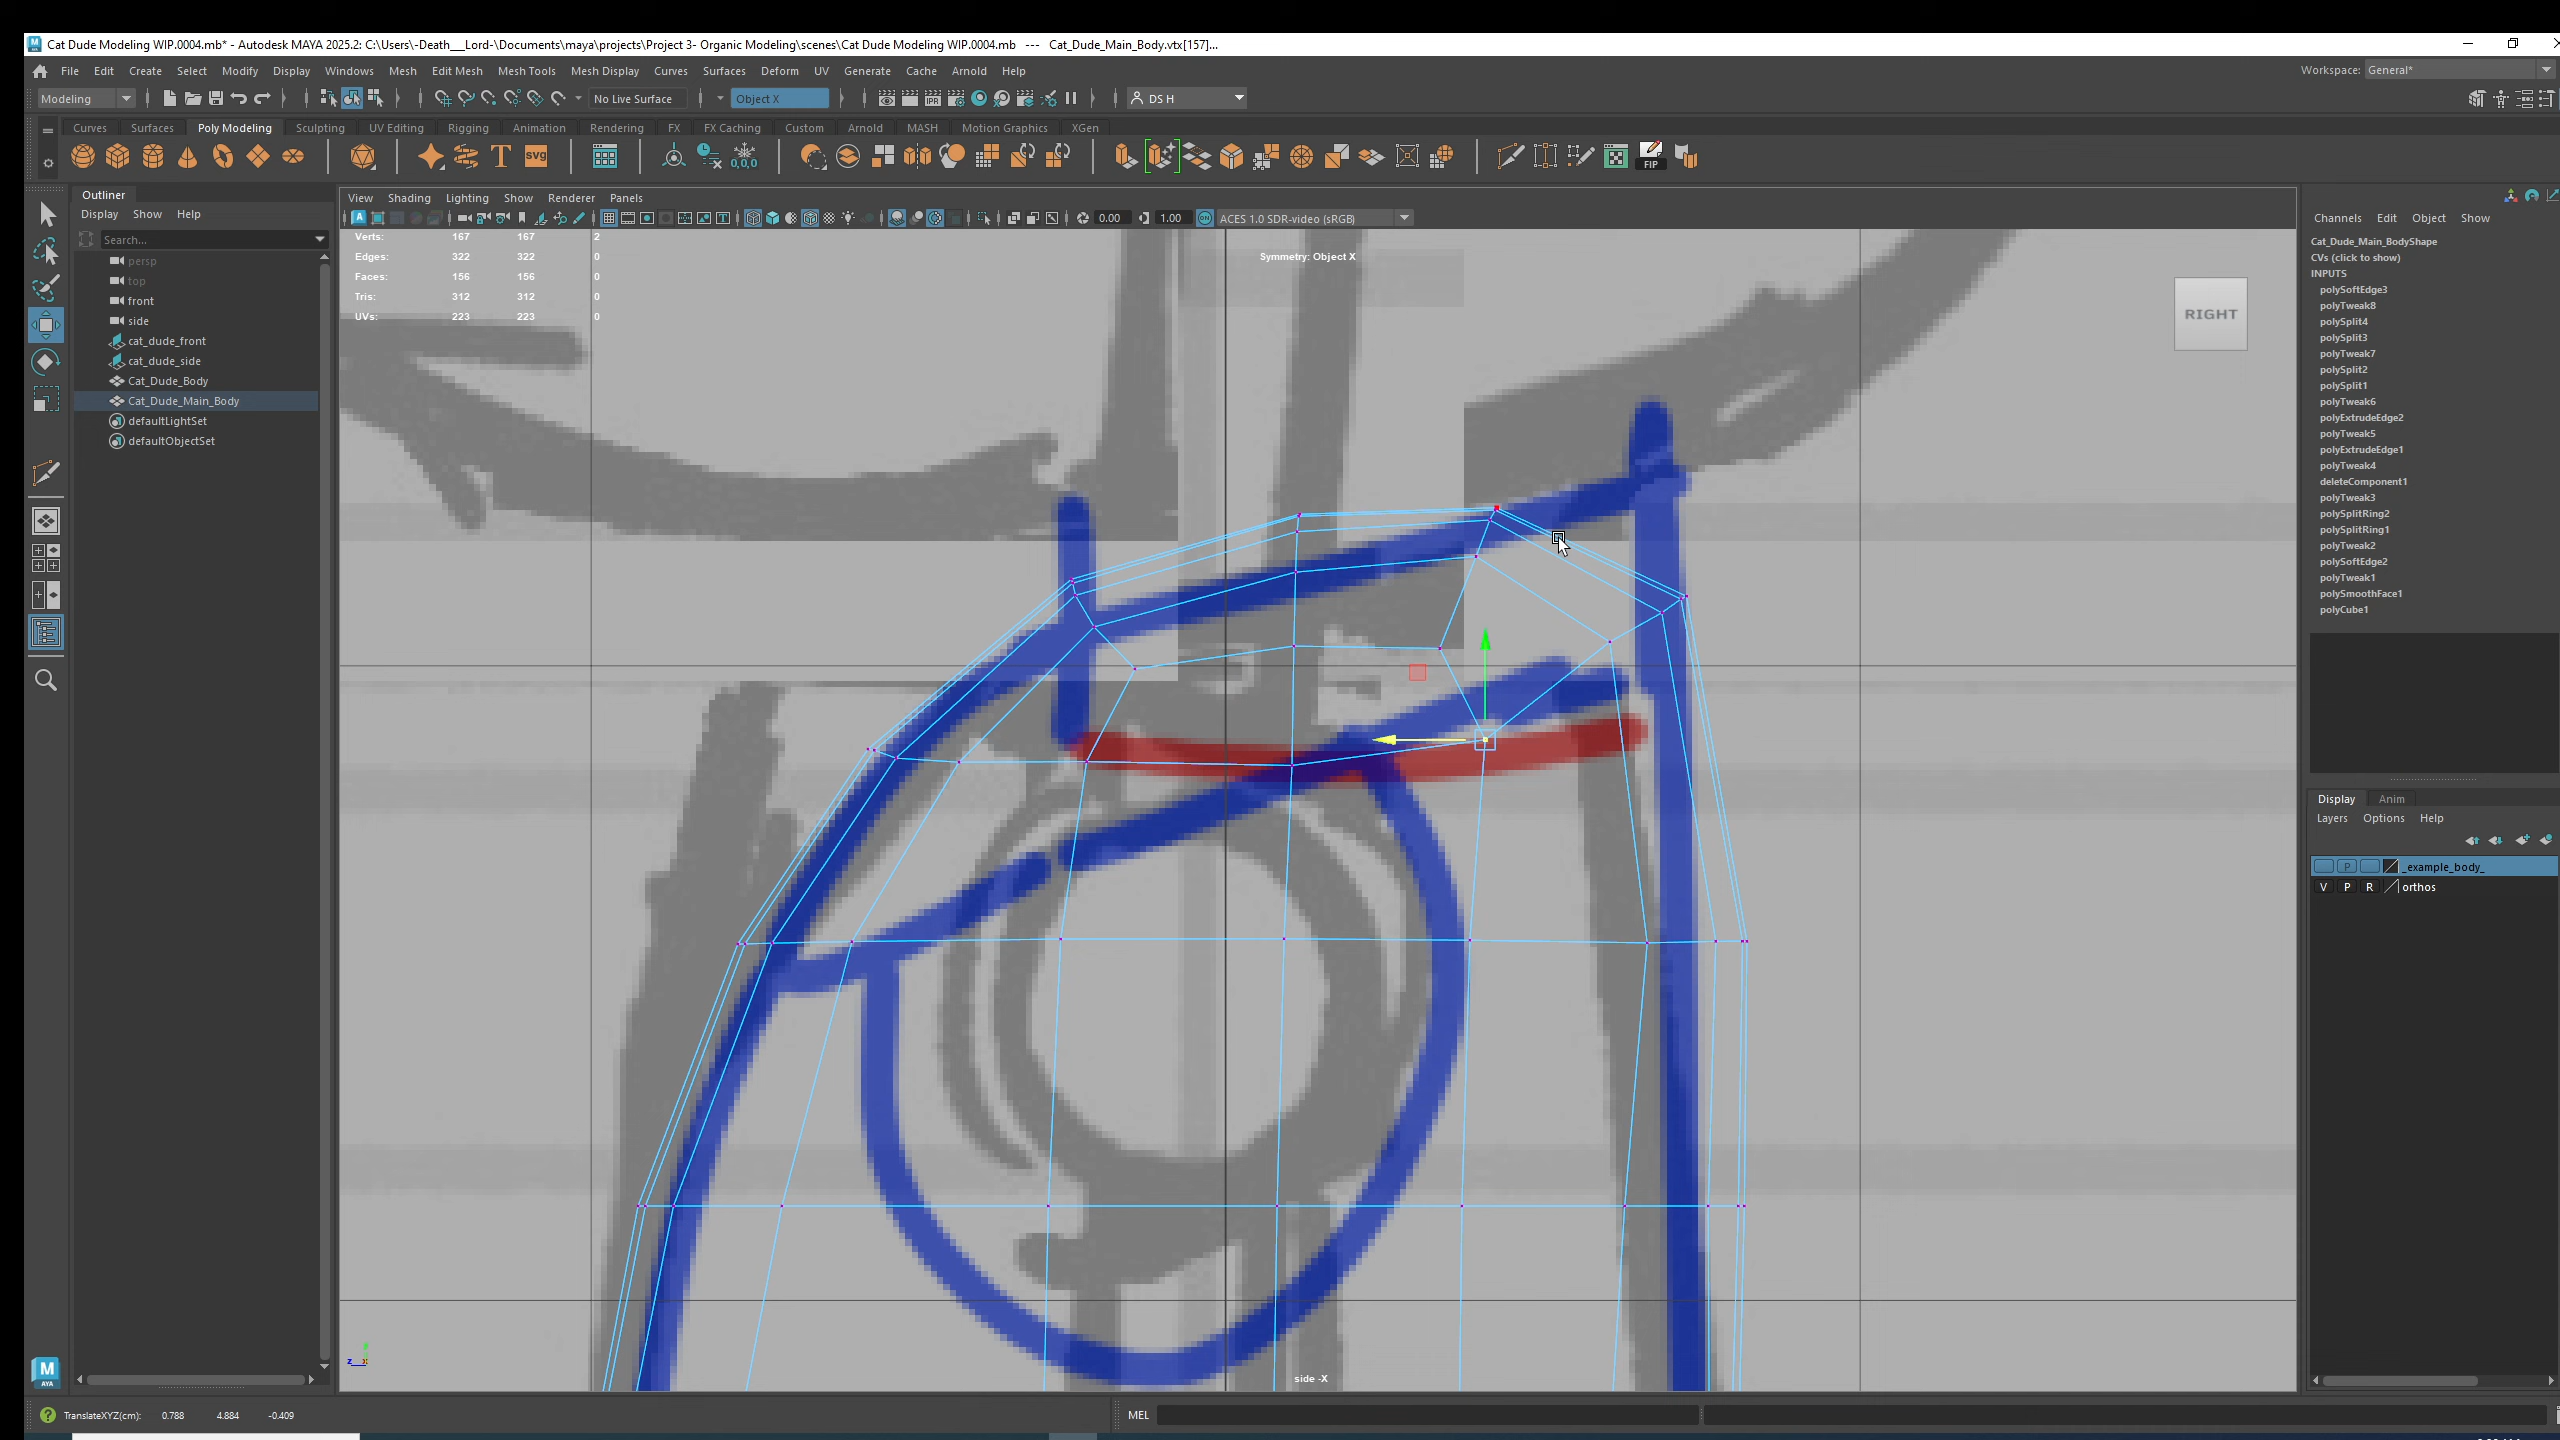 Cat Dude Modeling WIP.0004.mb* - Autodesk MAYA 2025.2: C:\Users\-Death___Lord-\Documents\maya\projects\Project 3- Organic Modeling\scenes\Cat Dude Modeling WIP.0004.mb --- Cat_Dude_Main_Body.vtx[157]...
File Edit Create Select Modify Display Windows Mesh Edit Mesh Mesh Tools Mesh Display Curves Surfaces Deform UV Generate Cache Arnold Help
Workspace: General*
Modeling No Live Surface Object X DS H
Curves Surfaces Poly Modeling Sculpting UV Editing Rigging Animation Rendering FX FX Caching Custom Arnold MASH Motion Graphics XGen
T svg 0,0,0 FIP
Outliner
Display Show Help
Search...
persp
top
front
side
cat_dude_front
cat_dude_side
Cat_Dude_Body
Cat_Dude_Main_Body
defaultLightSet
defaultObjectSet
View Shading Lighting Show Renderer Panels
0.00 1.00 ACES 1.0 SDR-video (sRGB)
Verts: 167 167 2
Edges: 322 322 0
Faces: 156 156 0
Tris: 312 312 0
UVs: 223 223 0
Symmetry: Object X
RIGHT
side -X
Channels Edit Object Show
Cat_Dude_Main_BodyShape
CVs (click to show)
INPUTS
polySoftEdge3
polyTweak8
polySplit4
polySplit3
polyTweak7
polySplit2
polySplit1
polyTweak6
polyExtrudeEdge2
polyTweak5
polyExtrudeEdge1
polyTweak4
deleteComponent1
polyTweak3
polySplitRing2
polySplitRing1
polyTweak2
polySoftEdge2
polyTweak1
polySmoothFace1
polyCube1
Display Anim
Layers Options Help
P _example_body_
V P R orthos
M
AYA
TranslateXYZ(cm): 0.788 4.884 -0.409
MEL